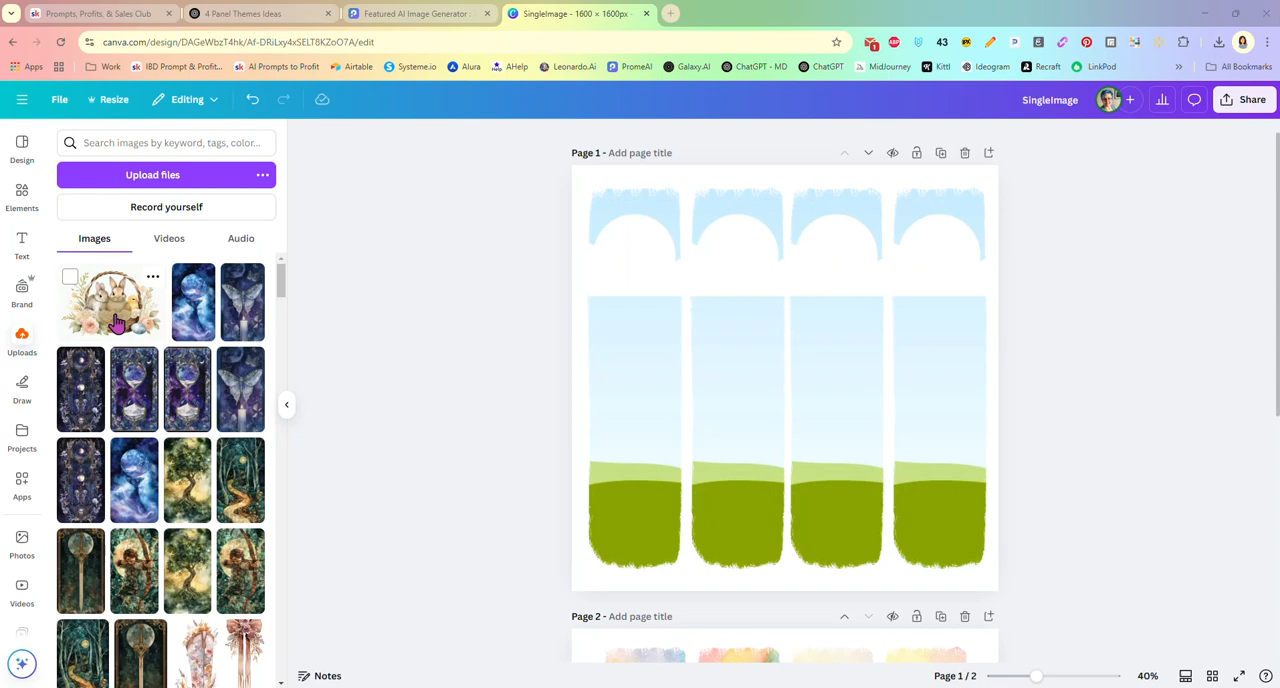 Prompts, Profits, & Sales Club
4 Panel Themes Ideas
Featured AI Image Generator
SingleImage - 1600 × 1600px -
canva.com/design/DAGeWbzT4hk/Af-DRiLxy4xSELT8KZoO7A/edit
Apps
Work
IBD Prompt & Profit...
AI Prompts to Profit
Airtable
Systeme.io
Alura
AHelp
Leonardo.Ai
PromeAI
Galaxy.AI
ChatGPT - MD
ChatGPT
MidJourney
Kittl
Ideogram
Recraft
LinkPod
All Bookmarks
File
Resize
Editing
SingleImage
Share
Design
Elements
Text
Brand
Uploads
Draw
Projects
Apps
Photos
Videos
Search images by keyword, tags, color...
Upload files
Record yourself
Images
Videos
Audio
Page 1 - Add page title
Page 2 - Add page title
Notes
Page 1 / 2
40%